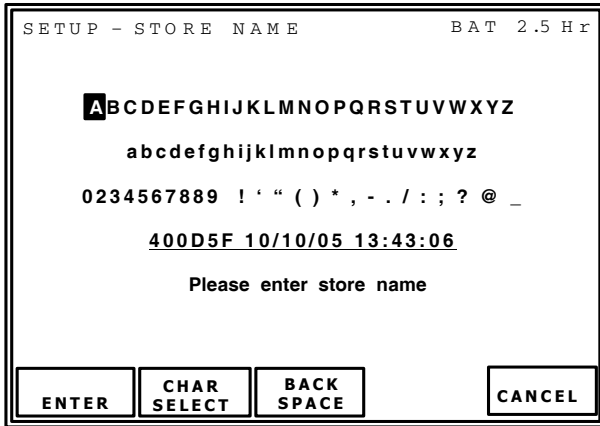 SETUP - STORE NAME BAT 2.5 Hr
ABCDEFGHIJKLMNOPQRSTUVWXYZ
abcdefghijklmnopqrstuvwxyz
0234567889 ! ‘ “ ( ) * , - . / : ; ? @ _
400D5F 10/10/05 13:43:06
Please enter store name
ENTER
CHAR
SELECT
BACK
SPACE
CANCEL